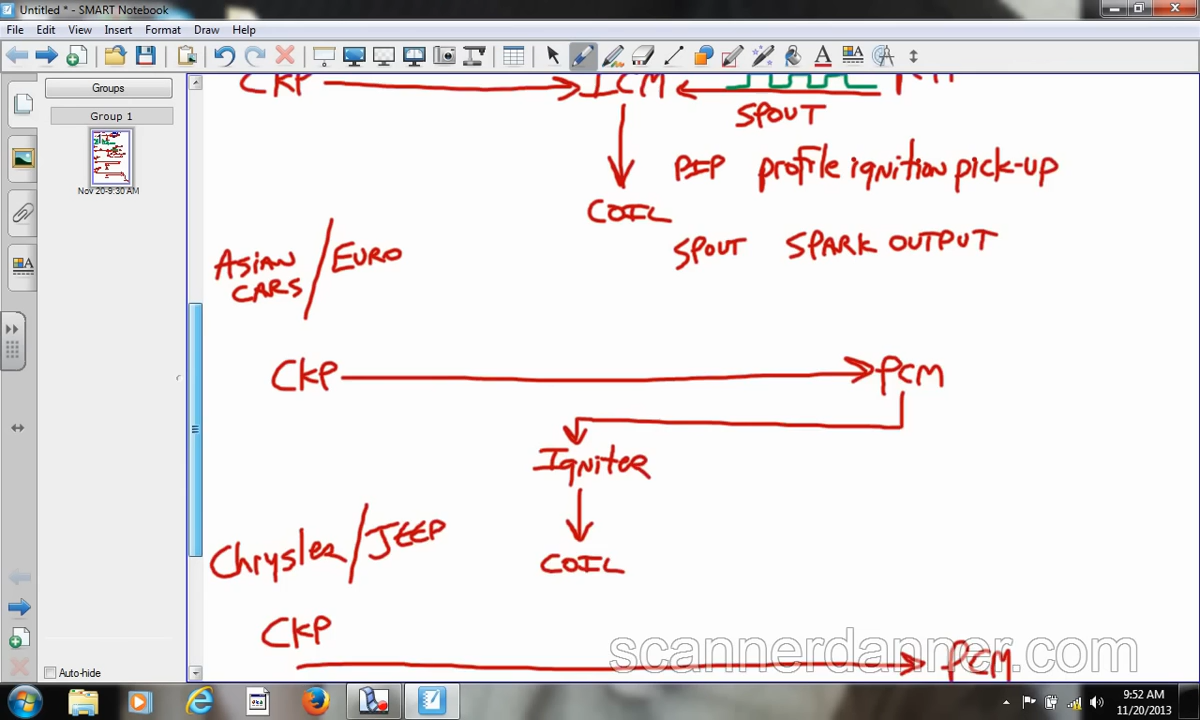 Untitled * - SMART Notebook
File Edit View Insert Format Draw Help
Groups
Group 1
Nov 20-9:30 AM
Auto-hide
CKP ICM
SPOUT
PIP profile ignition pick-up
COIL
SPOUT SPARK OUTPUT
Asian / EURO
CARS
CKP PCM
Igniter
COIL
Chrysler / JEEP
CKP
PCM
scannerdanner.com
9:52 AM
11/20/2013